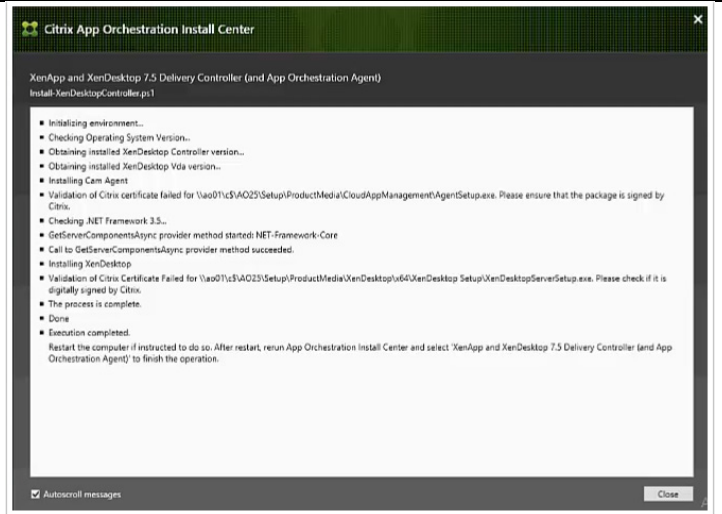 Citrix App Orchestration Install Center
XenApp and XenDesktop 7.5 Delivery Controller (and App Orchestration Agent)
Install-XenDesktopController.ps1
Initializing environment...
Checking Operating System Version...
Obtaining installed XenDesktop Controller version...
Obtaining installed XenDesktop Vda version...
Installing Cam Agent
Validation of Citrix certificate failed for \\ao01\c$\AO25\Setup\ProductMedia\CloudAppManagement\AgentSetup.exe. Please ensure that the package is signed by
Citrix.
Checking .NET Framework 3.5...
GetServerComponentsAsync provider method started: NET-Framework-Core
Call to GetServerComponentsAsync provider method succeeded.
Installing XenDesktop
Validation of Citrix Certificate Failed for \\ao01\c$\AO25\Setup\ProductMedia\XenDesktop\x64\XenDesktop Setup\XenDesktopServerSetup.exe. Please check if it is
digitally signed by Citrix.
The process is complete.
Done
Execution completed.
Restart the computer if instructed to do so. After restart, rerun App Orchestration Install Center and select 'XenApp and XenDesktop 7.5 Delivery Controller (and App
Orchestration Agent)' to finish the operation.
Autoscroll messages
Close